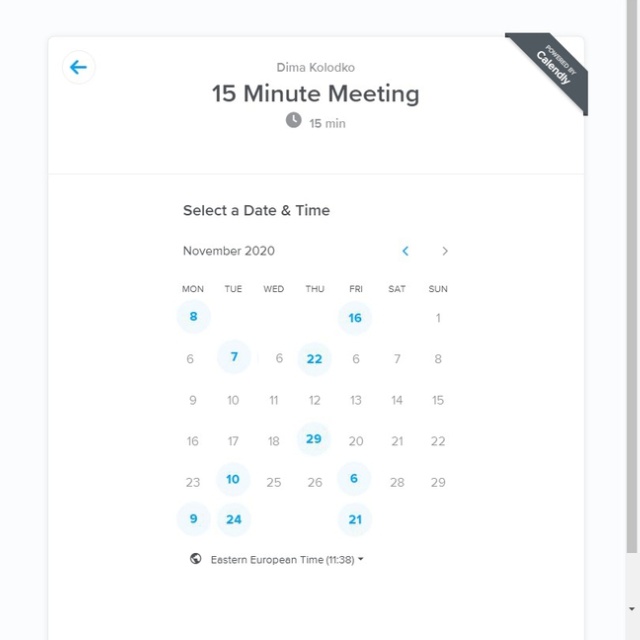 POWERED BY
Calendly
Dima Kolodko
15 Minute Meeting
15 min
Select a Date & Time
November 2020
MON TUE WED THU FRI SAT SUN
8 16 1
6 7 6 22 6 7 8
9 10 11 12 13 14 15
16 17 18 29 20 21 22
23 10 25 26 6 28 29
9 24 21
Eastern European Time (11:38)